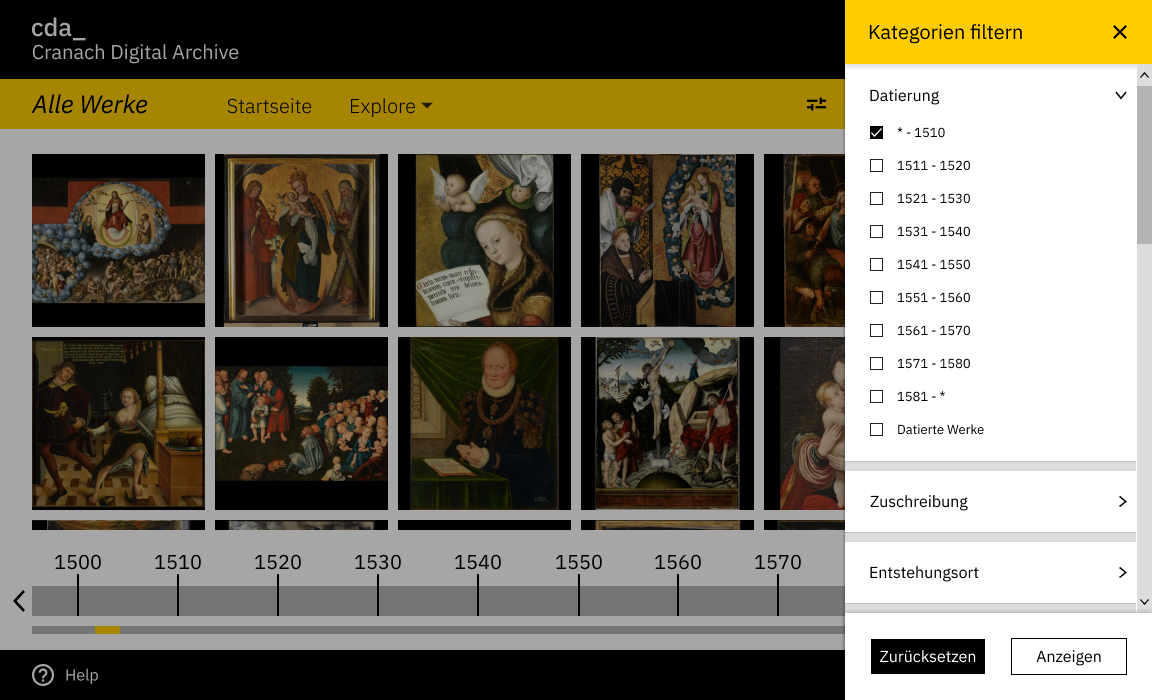 cda_
Cranach Digital Archive
Alle Werke
Startseite
Explore
1500
1510
1520
1530
1540
1550
1560
1570
Help
Kategorien filtern
Datierung
* - 1510
1511 - 1520
1521 - 1530
1531 - 1540
1541 - 1550
1551 - 1560
1561 - 1570
1571 - 1580
1581 - *
Datierte Werke
Zuschreibung
Entstehungsort
Zurücksetzen
Anzeigen